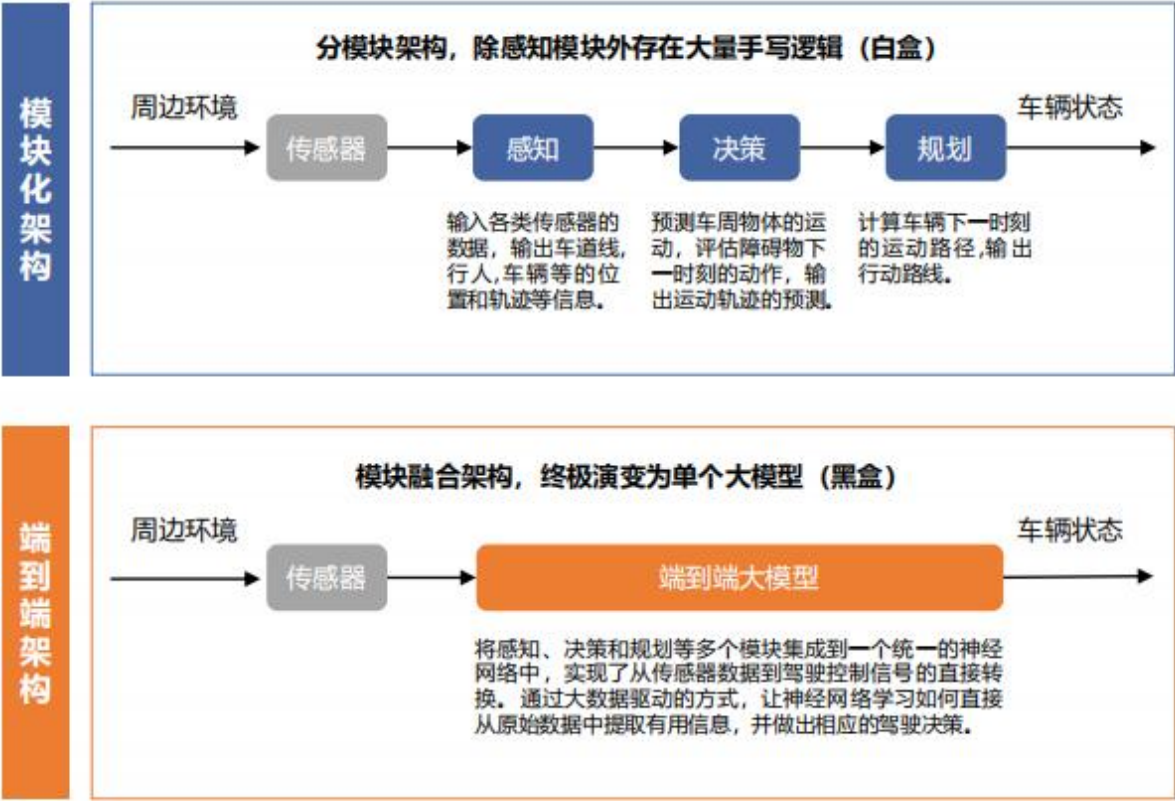 模块化架构
分模块架构，除感知模块外存在大量手写逻辑（白盒）
周边环境
传感器
感知
决策
规划
车辆状态
输入各类传感器的
数据，输出车道线,
行人,车辆等的位
置和轨迹等信息。
预测车周物体的运
动，评估障碍物下
一时刻的动作，输
出运动轨迹的预测。
计算车辆下一时刻
的运动路径,输出
行动路线。
端到端架构
模块融合架构，终极演变为单个大模型（黑盒）
周边环境
传感器
端到端大模型
车辆状态
将感知、决策和规划等多个模块集成到一个统一的神经
网络中，实现了从传感器数据到驾驶控制信号的直接转
换。通过大数据驱动的方式，让神经网络学习如何直接
从原始数据中提取有用信息，并做出相应的驾驶决策。